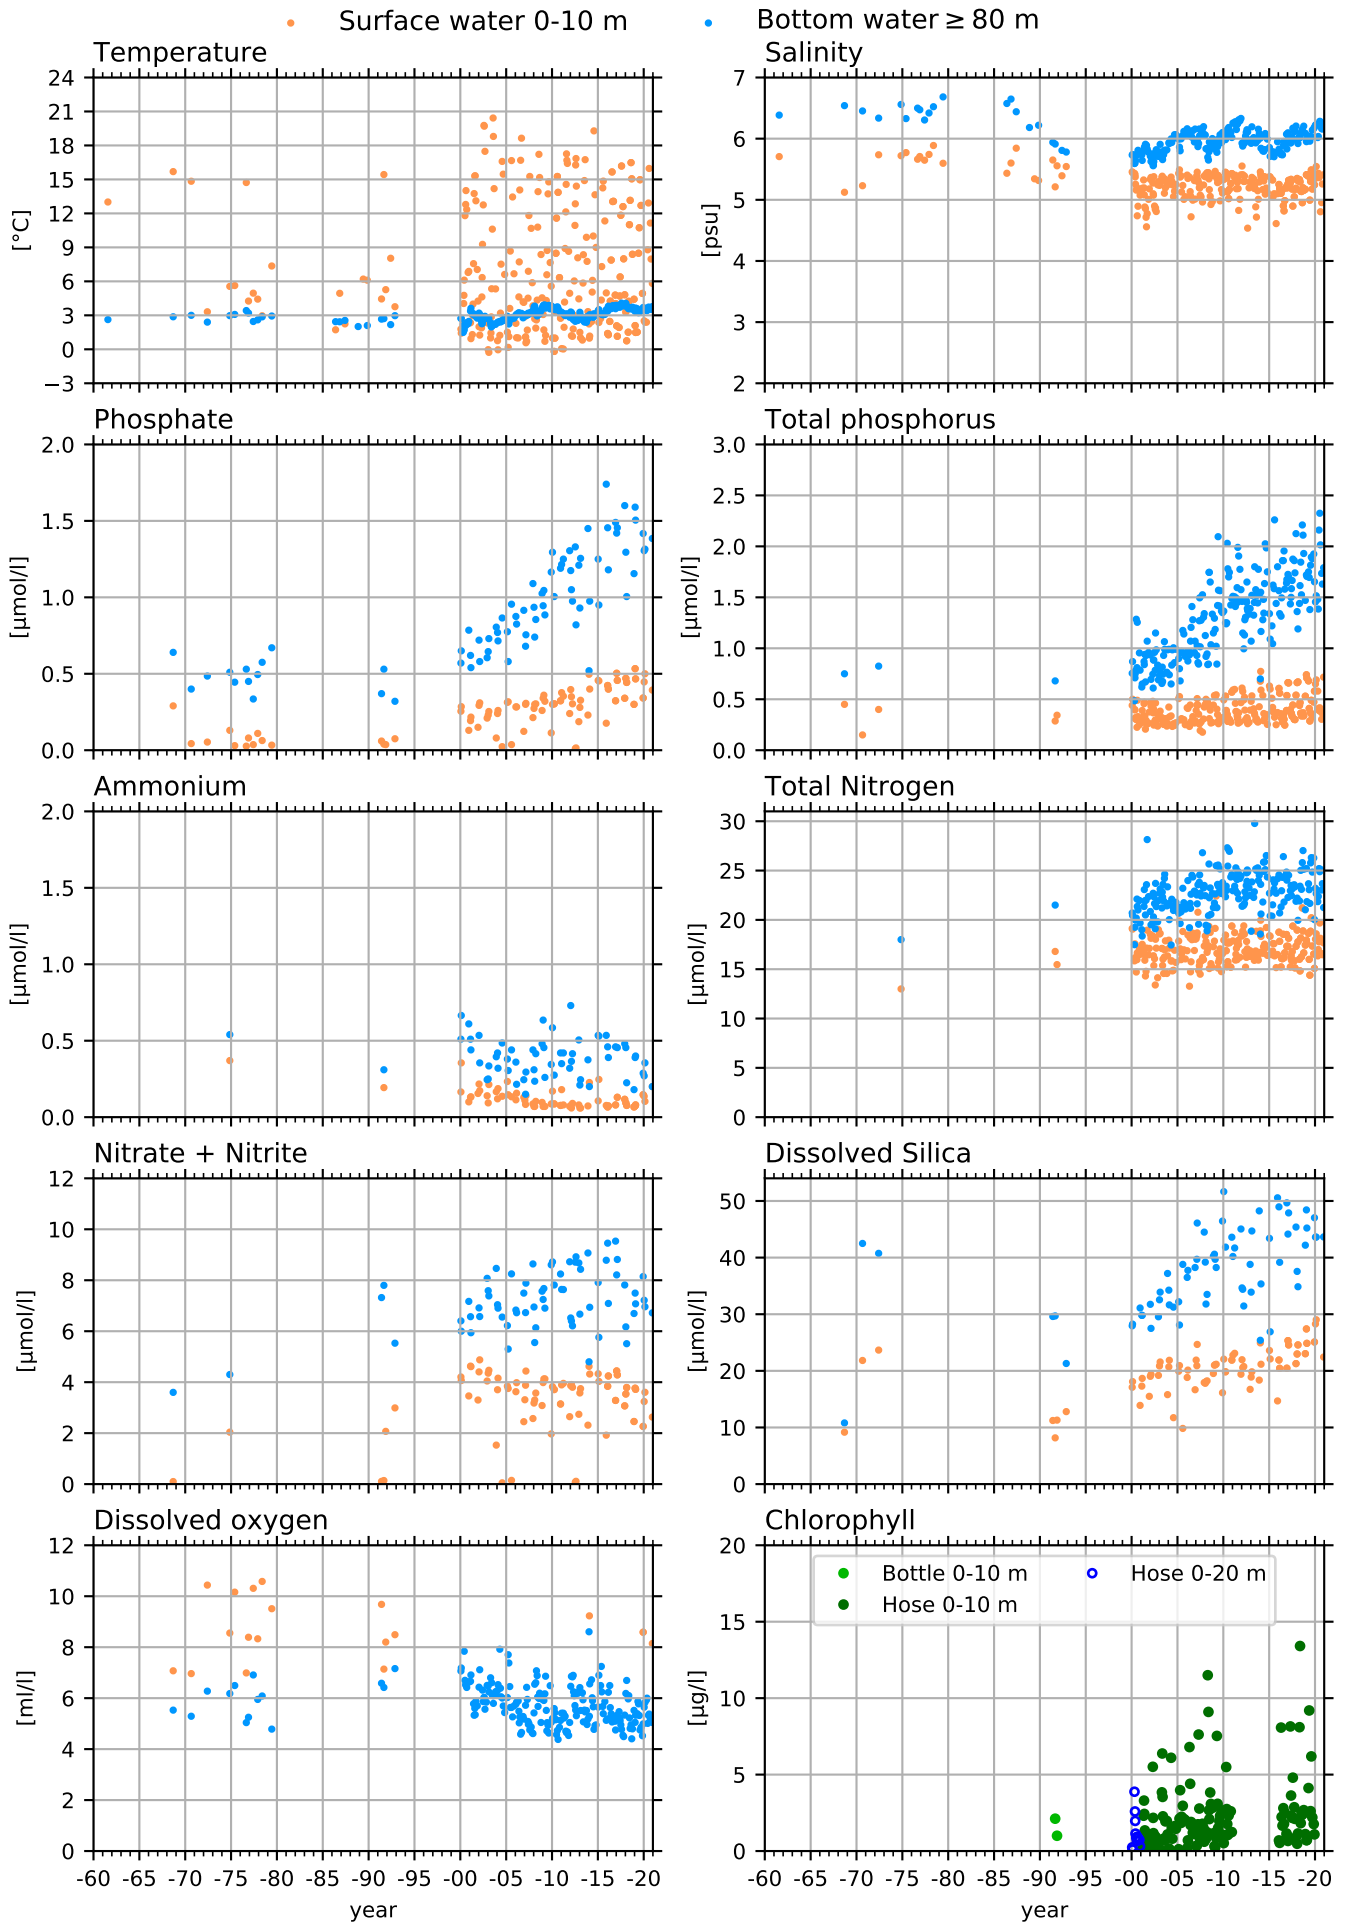 Surface water 0-10 m
Bottom water ≥ 80 m
Temperature
Salinity
24
21
18
15
12
9
6
3
0
−3
[°C]
7
6
5
4
3
2
[psu]
Phosphate
Total phosphorus
2.0
1.5
1.0
0.5
0.0
[µmol/l]
3.0
2.5
2.0
1.5
1.0
0.5
0.0
[µmol/l]
Ammonium
Total Nitrogen
2.0
1.5
1.0
0.5
0.0
[µmol/l]
30
25
20
15
10
5
0
[µmol/l]
Nitrate + Nitrite
Dissolved Silica
12
10
8
6
4
2
0
[µmol/l]
50
40
30
20
10
0
[µmol/l]
Dissolved oxygen
Chlorophyll
12
10
8
6
4
2
0
[ml/l]
-60 -65 -70 -75 -80 -85 -90 -95 -00 -05 -10 -15 -20
year
20
15
10
5
0
[µg/l]
Bottle 0-10 m
Hose 0-10 m
Hose 0-20 m
-60 -65 -70 -75 -80 -85 -90 -95 -00 -05 -10 -15 -20
year